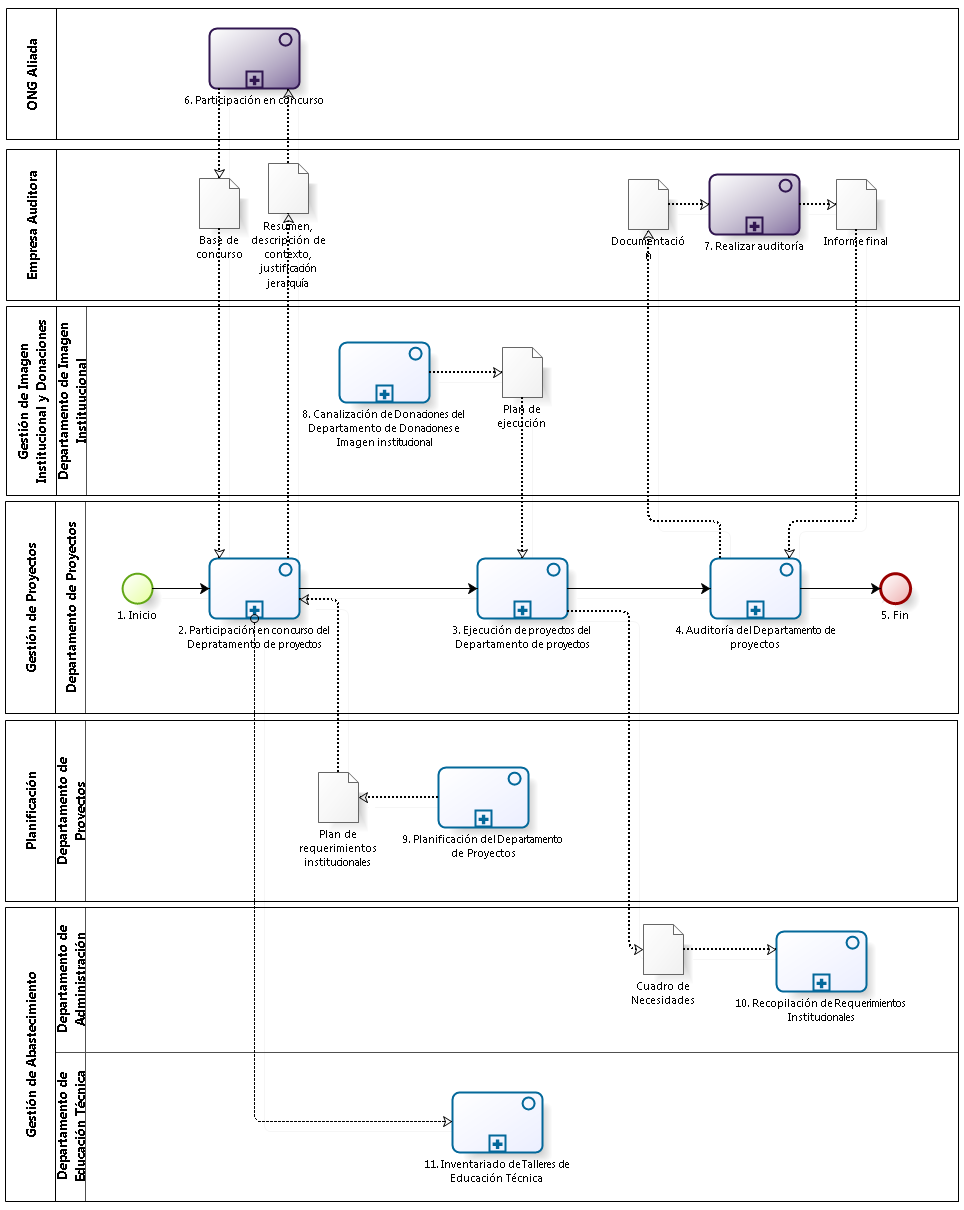 ONG Aliada
6. Participación en concurso
Empresa Auditora
Base de
concurso
Resumen,
descripción de
contexto,
justificación
jerarquía
Documentació
n
7. Realizar auditoría
Informe final
Gestión de Imagen
Institucional y Donaciones
Departamento de Imagen
Instituucional
8. Canalización de Donaciones del
Departamento de Donaciones e
Imagen institucional
Plan de
ejecución
Gestión de Proyectos
Departamento de Proyectos
1. Inicio
2. Participación en concurso del
Depratamento de proyectos
3. Ejecución de proyectos del
Departamento de proyectos
4. Auditoría del Departamento de
proyectos
5. Fin
Planificación
Departamento de
Proyectos
Plan de
requerimientos
institucionales
9. Planificación del Departamento
de Proyectos
Gestión de Abastecimiento
Departamento de
Administración
Cuadro de
Necesidades
10. Recopilación de Requerimientos
Institucionales
Departamento de
Educación Técnica
11. Inventariado de Talleres de
Educación Técnica